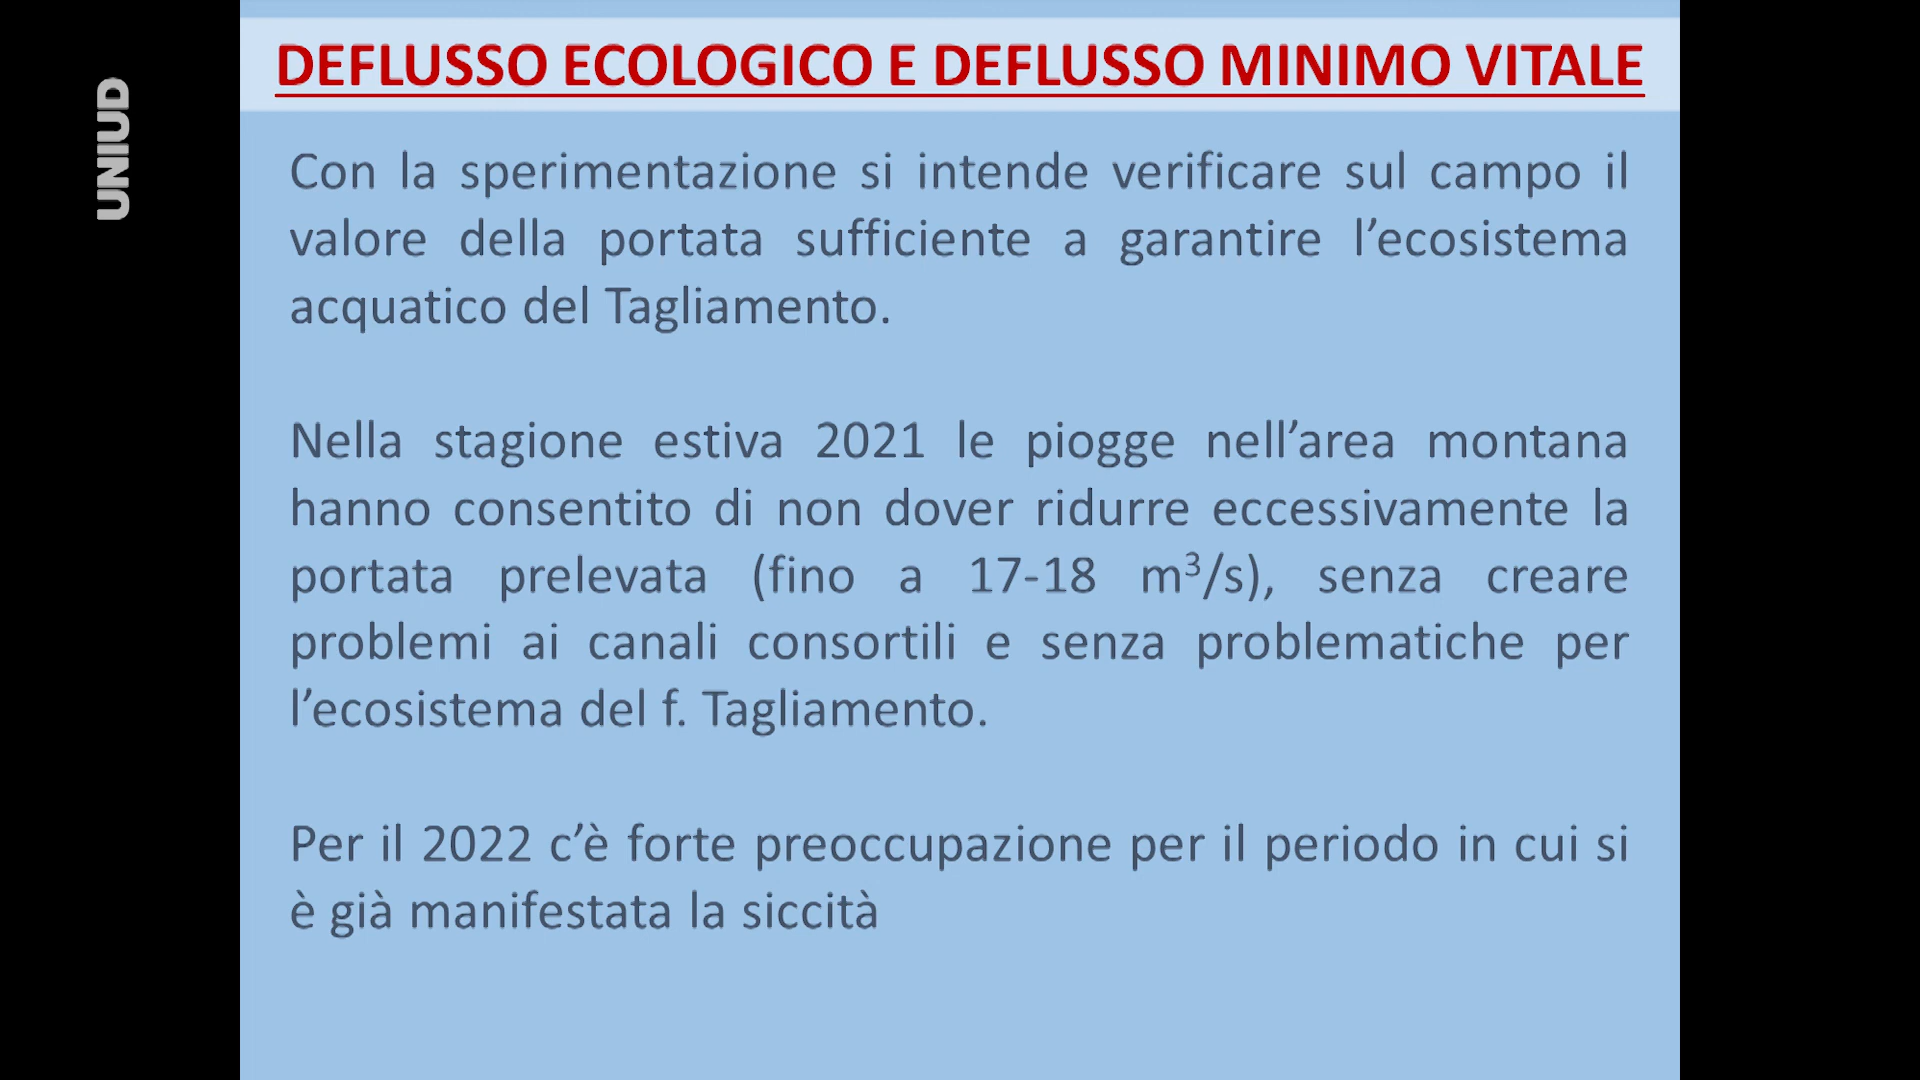 UNIUD
DEFLUSSO ECOLOGICO E DEFLUSSO MINIMO VITALE
Con la sperimentazione si intende verificare sul campo il
valore della portata sufficiente a garantire l’ecosistema
acquatico del Tagliamento.
Nella stagione estiva 2021 le piogge nell’area montana
hanno consentito di non dover ridurre eccessivamente la
portata prelevata (fino a 17-18 m³/s), senza creare
problemi ai canali consortili e senza problematiche per
l’ecosistema del f. Tagliamento.
Per il 2022 c’è forte preoccupazione per il periodo in cui si
è già manifestata la siccità